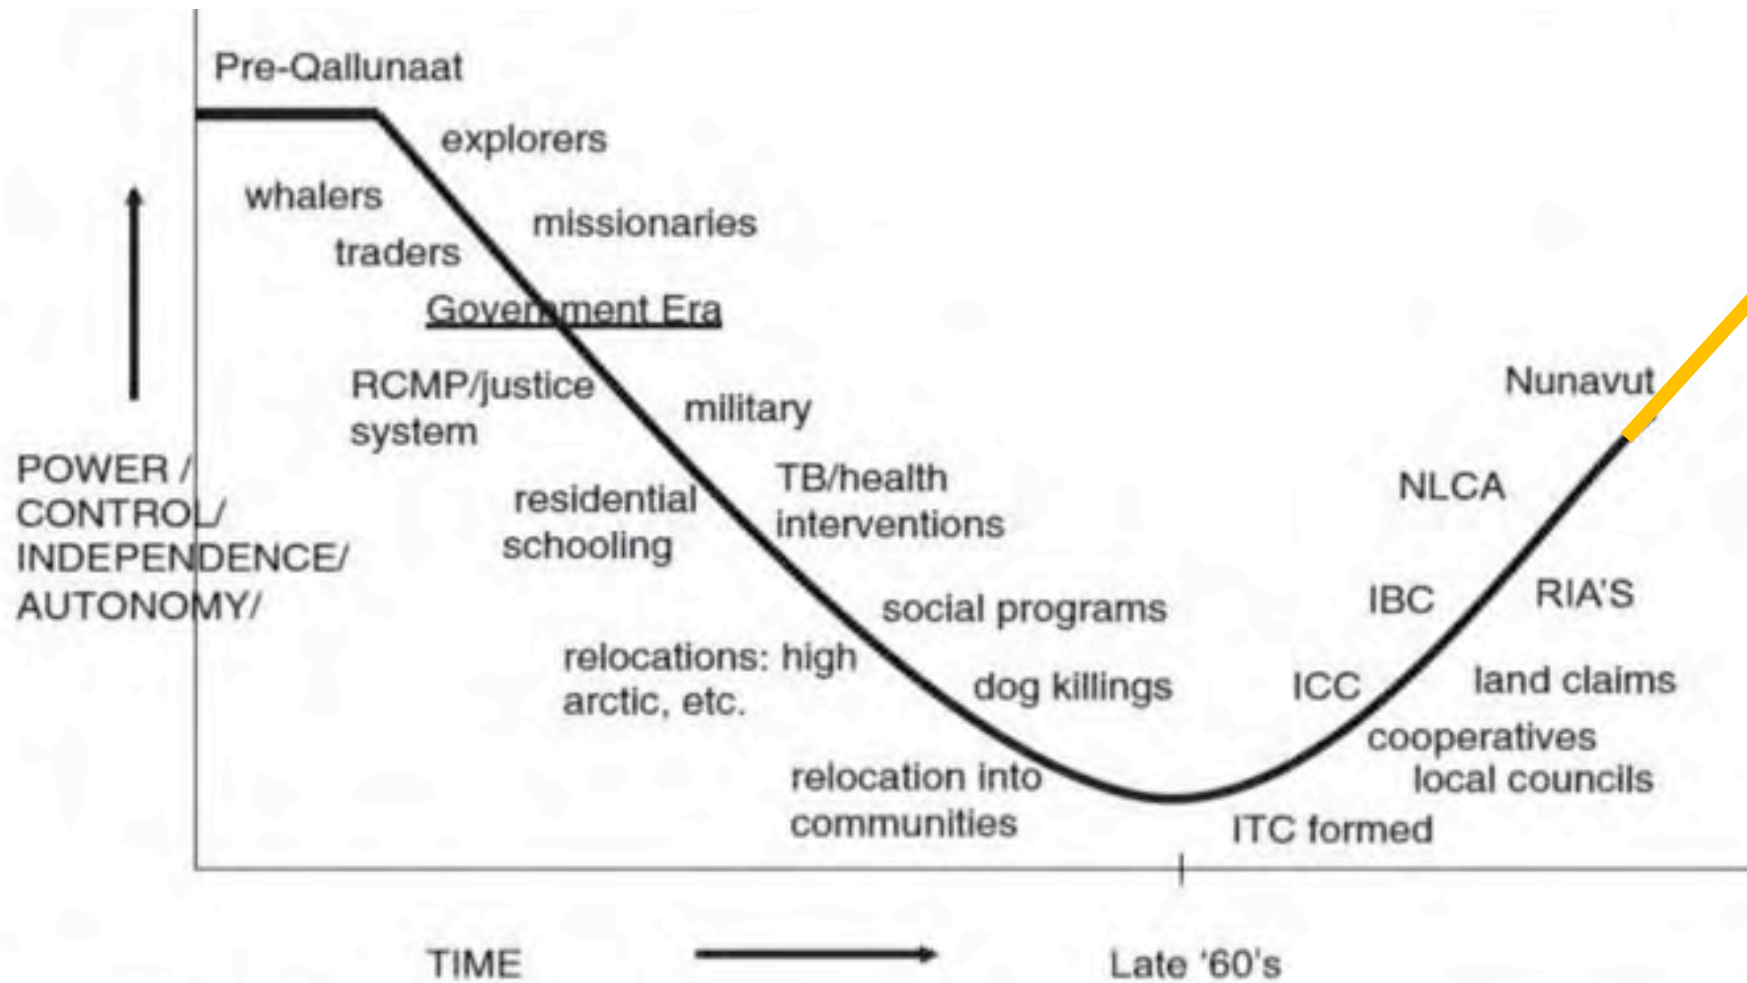 Pre-Qallunaat
explorers
whalers
missionaries
traders
Government Era
RCMP/justice
system
military
POWER /
CONTROL/
INDEPENDENCE/
AUTONOMY/
residential
schooling
TB/health
interventions
social programs
relocations: high
arctic, etc.
dog killings
relocation into
communities
Nunavut
NLCA
IBC
RIA'S
ICC
land claims
cooperatives
local councils
ITC formed
TIME
Late '60's